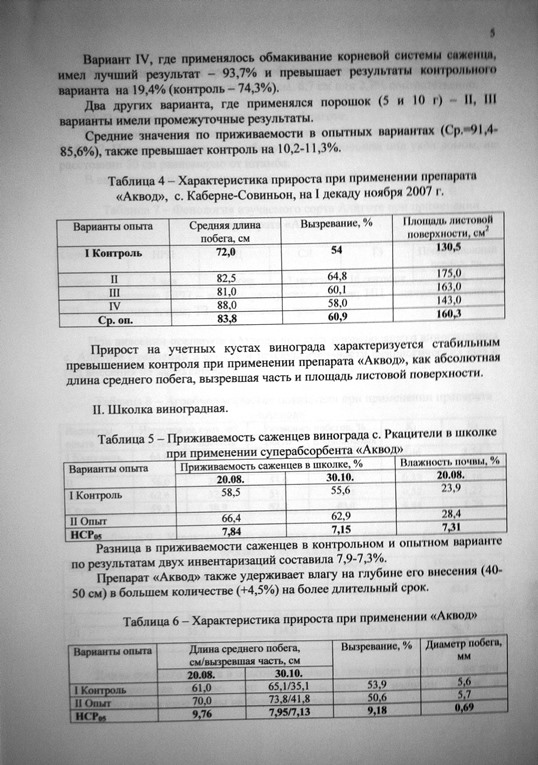 5
Вариант IV, где применялось обмакивание корневой системы саженца,
имел лучший результат – 93,7% и превышает результаты контрольного
варианта на 19,4% (контроль – 74,3%).
Два других варианта, где применялся порошок (5 и 10 г) – II, III
варианты имели промежуточные результаты.
Средние значения по приживаемости в опытных вариантах (Ср.=91,4-
85,6%), также превышает контроль на 10,2-11,3%.
Таблица 4 – Характеристика прироста при применении препарата
«Аквод», с. Каберне-Совиньон, на I декаду ноября 2007 г.
Варианты опыта Средняя длина побега, см Вызревание, % Площадь листовой поверхности, см²
I Контроль 72,0 54 130,5
II 82,5 64,8 175,0
III 81,0 60,1 163,0
IV 88,0 58,0 143,0
Ср. оп. 83,8 60,9 160,3
Прирост на учетных кустах винограда характеризуется стабильным
превышением контроля при применении препарата «Аквод», как абсолютная
длина среднего побега, вызревшая часть и площадь листовой поверхности.
II. Школка виноградная.
Таблица 5 – Приживаемость саженцев винограда с. Ркацители в школке
при применении суперабсорбента «Аквод»
Варианты опыта Приживаемость саженцев в школке, % Влажность почвы, %
20.08. 30.10. 20.08.
I Контроль 58,5 55,6 23,9
II Опыт 66,4 62,9 28,4
НСР05 7,84 7,15 7,31
Разница в приживаемости саженцев в контрольном и опытном варианте
по результатам двух инвентаризаций составила 7,9-7,3%.
Препарат «Аквод» также удерживает влагу на глубине его внесения (40-
50 см) в большем количестве (+4,5%) на более длительный срок.
Таблица 6 – Характеристика прироста при применении «Аквод»
Варианты опыта Длина среднего побега, см/вызревшая часть, см Вызревание, % Диаметр побега, мм
20.08. 30.10.
I Контроль 61,0 65,1/35,1 53,9 5,6
II Опыт 70,0 73,8/41,8 50,6 5,7
НСР05 9,76 7,95/7,13 9,18 0,69